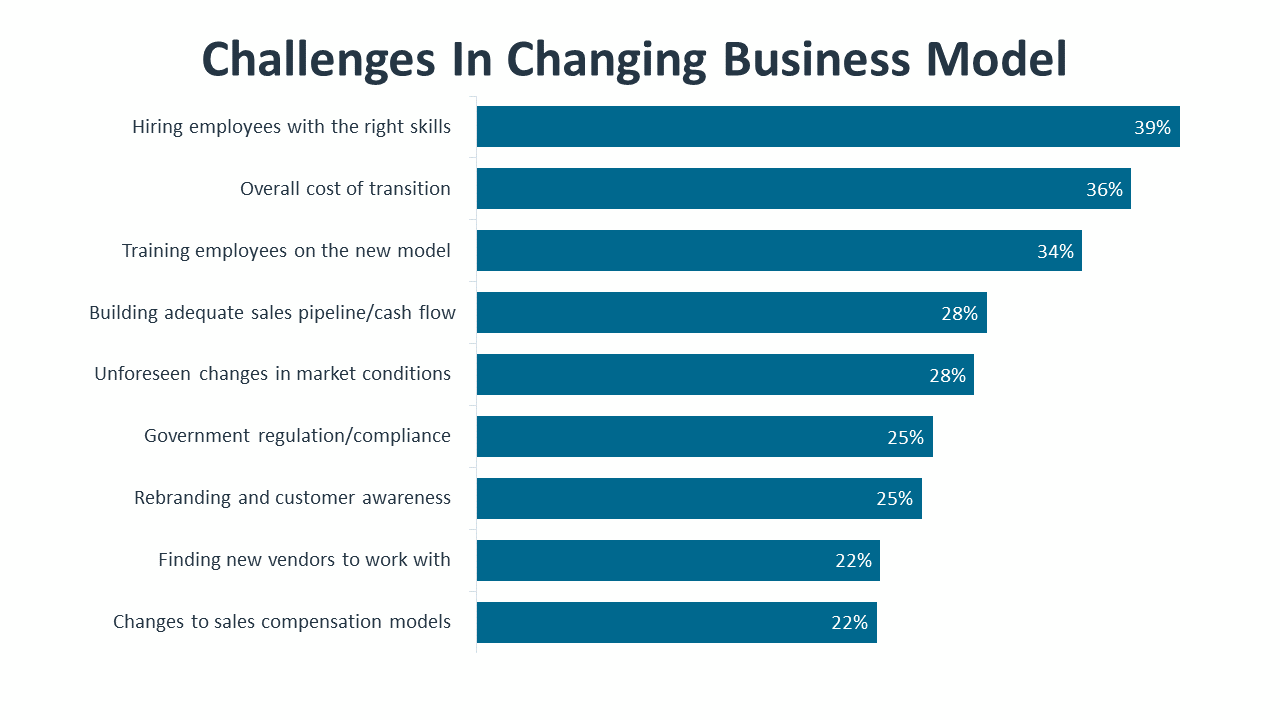 Challenges In Changing Business Model
Hiring employees with the right skills 39%
Overall cost of transition 36%
Training employees on the new model 34%
Building adequate sales pipeline/cash flow 28%
Unforeseen changes in market conditions 28%
Government regulation/compliance 25%
Rebranding and customer awareness 25%
Finding new vendors to work with 22%
Changes to sales compensation models 22%